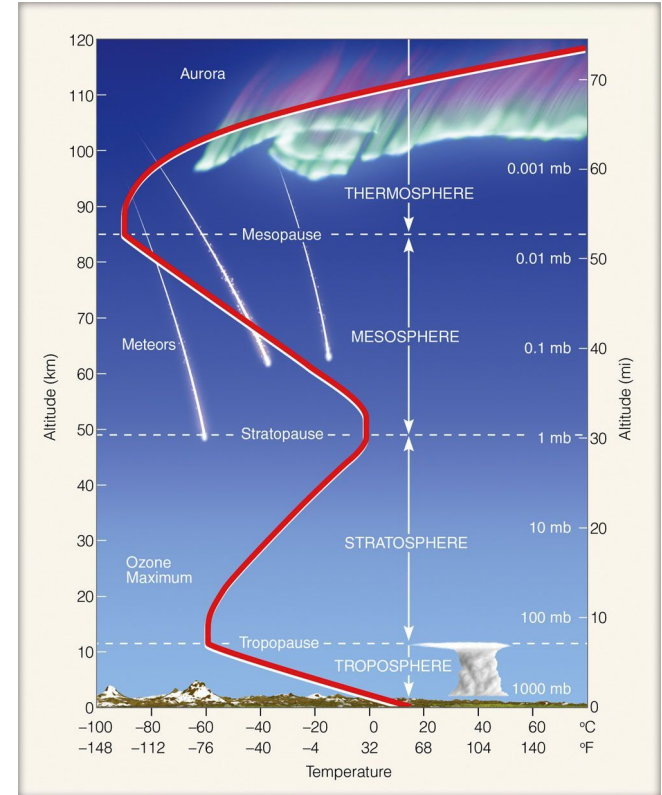 120
110
100
90
80
70
60
50
40
30
20
10
0
Altitude (km)
Aurora
THERMOSPHERE
Mesopause
MESOSPHERE
Meteors
Stratopause
STRATOSPHERE
Ozone
Maximum
Tropopause
TROPOSPHERE
0.001 mb
0.01 mb
0.1 mb
1 mb
10 mb
100 mb
1000 mb
70
60
50
40
30
20
10
0
Altitude (mi)
–100 –80 –60 –40 –20 0 20 40 60 ºC
–148 –112 –76 –40 –4 32 68 104 140 ºF
Temperature